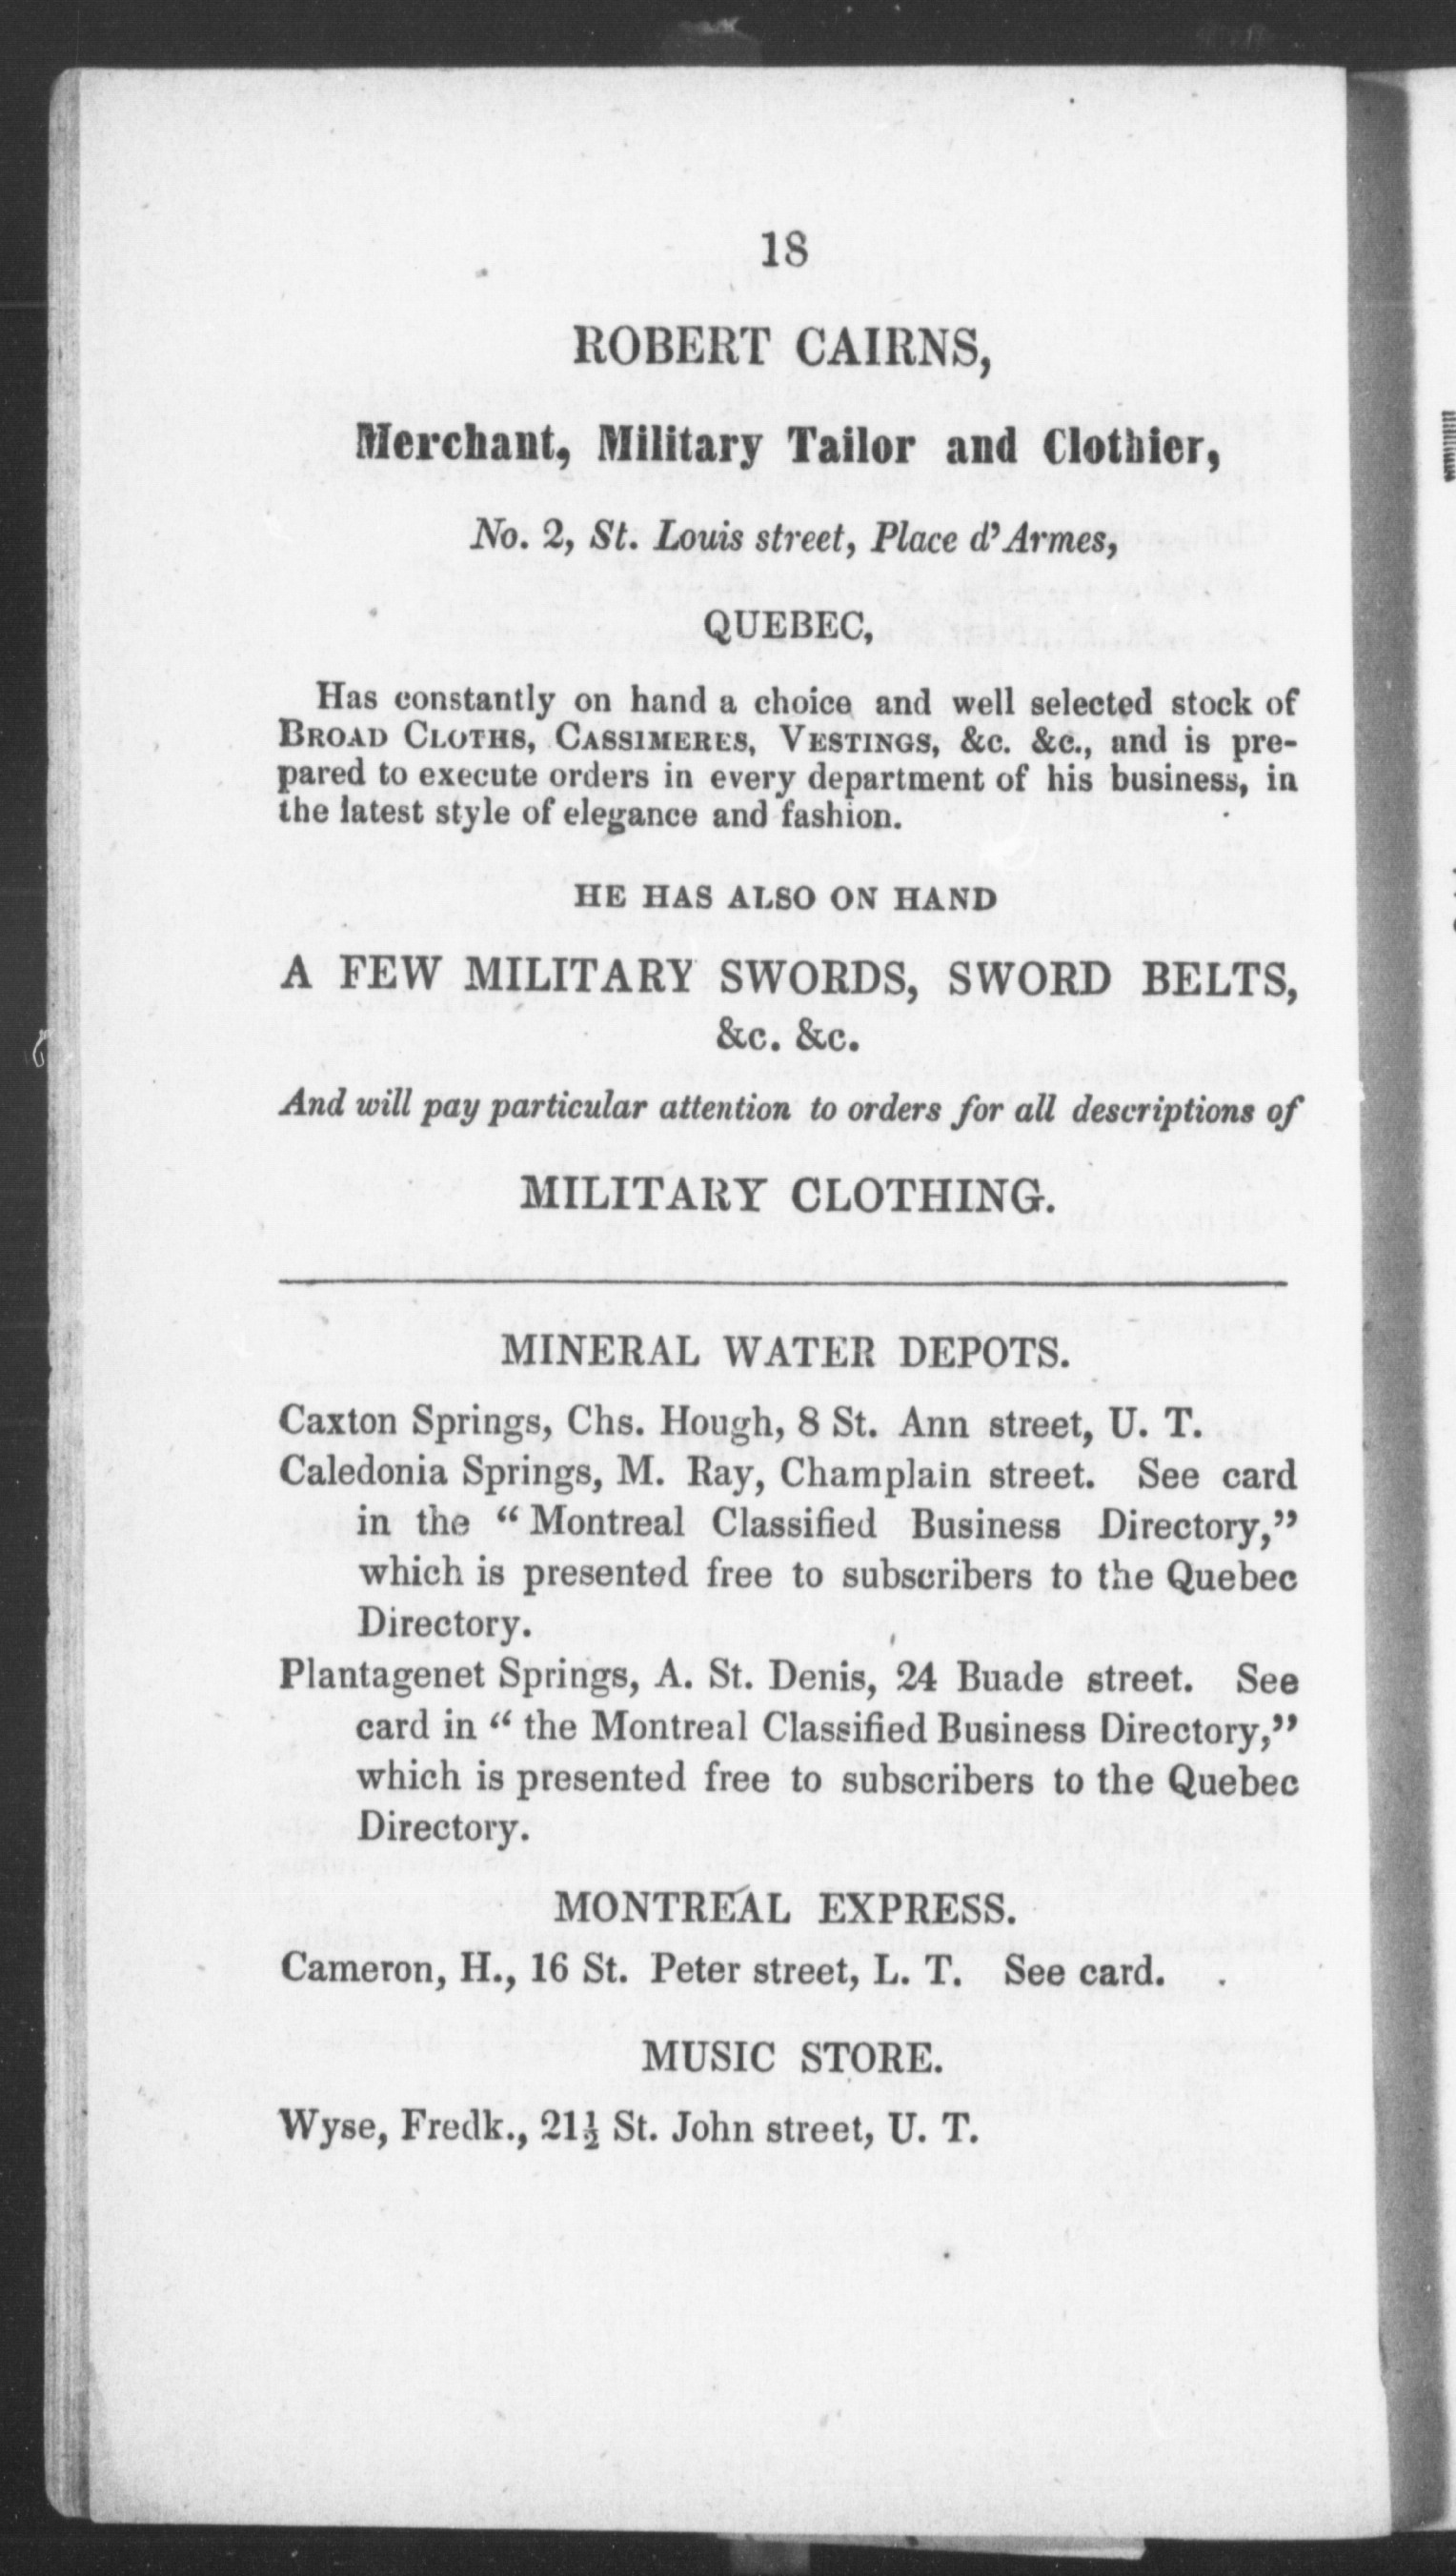 18
ROBERT CAIRNS,
Merchant, Military Tailor and Clothier,
No. 2, St. Louis street, Place d'Armes,
QUEBEC,
Has constantly on hand a choice and well selected stock of
BROAD CLOTHS, CASSIMERES, VESTINGS, &c. &c., and is pre-
pared to execute orders in every department of his business, in
the latest style of elegance and fashion.
HE HAS ALSO ON HAND
A FEW MILITARY SWORDS, SWORD BELTS,
&c. &c.
And will pay particular attention to orders for all descriptions of
MILITARY CLOTHING.
MINERAL WATER DEPOTS.
Caxton Springs, Chs. Hough, 8 St. Ann street, U. T.
Caledonia Springs, M. Ray, Champlain street. See card
in the “ Montreal Classified Business Directory,”
which is presented free to subscribers to the Quebec
Directory.
Plantagenet Springs, A. St. Denis, 24 Buade street. See
card in “ the Montreal Classified Business Directory,”
which is presented free to subscribers to the Quebec
Directory.
MONTREAL EXPRESS.
Cameron, H., 16 St. Peter street, L. T. See card.
MUSIC STORE.
Wyse, Fredk., 21½ St. John street, U. T.